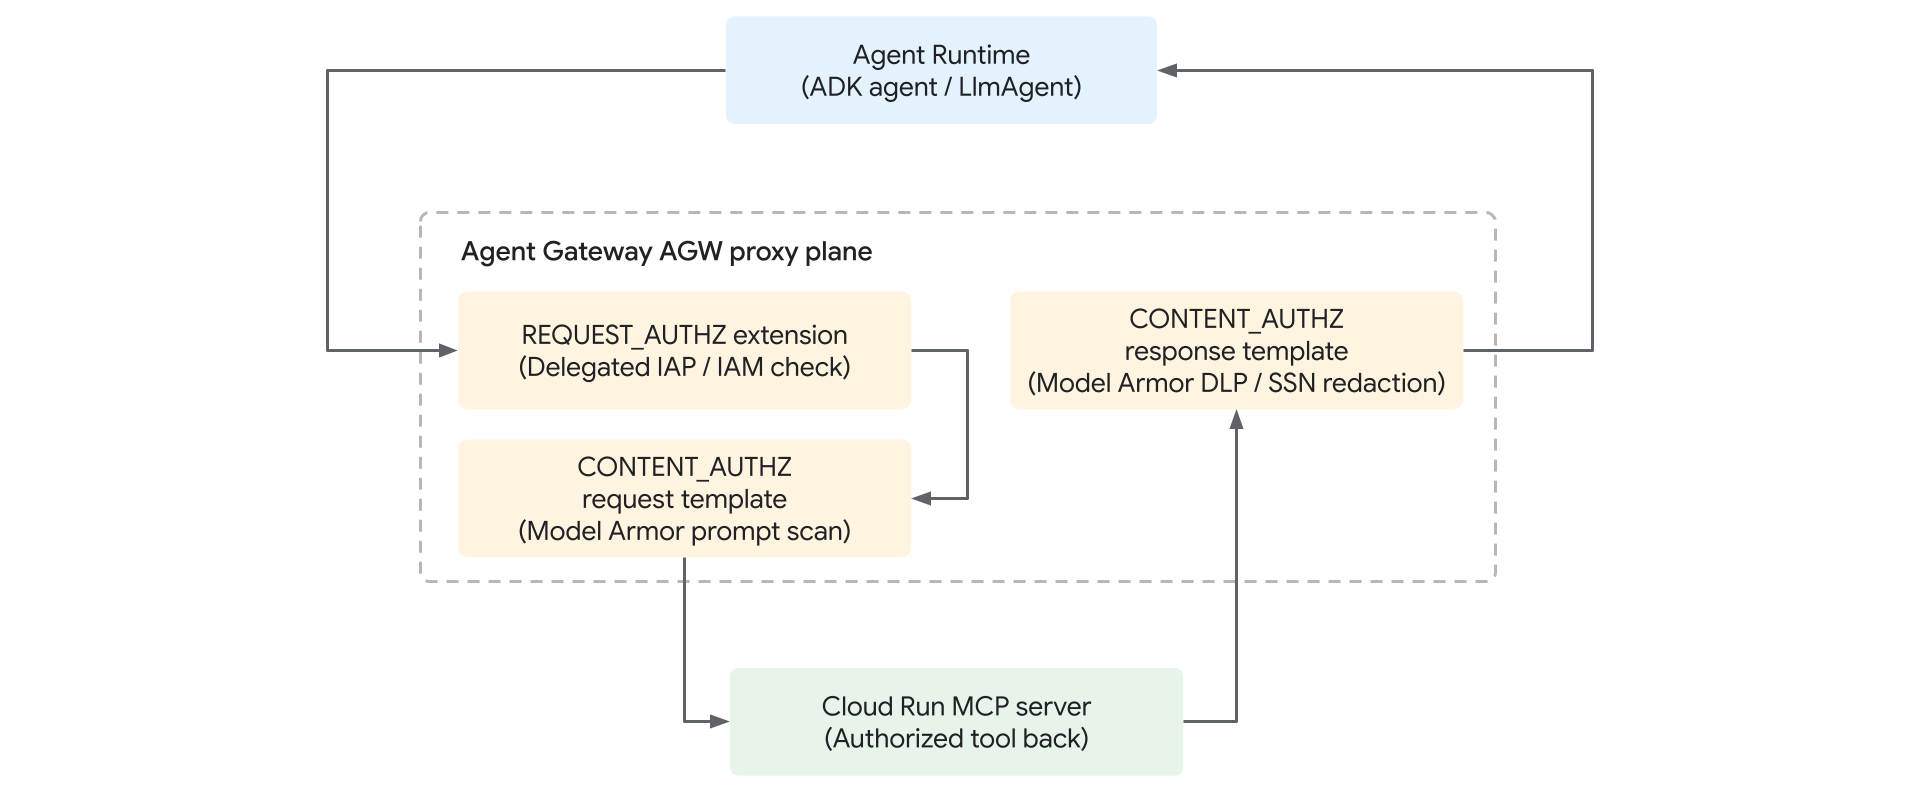 Agent Runtime
(ADK agent / LlmAgent)
Agent Gateway AGW proxy plane
REQUEST_AUTHZ extension
(Delegated IAP / IAM check)
CONTENT_AUTHZ
request template
(Model Armor prompt scan)
CONTENT_AUTHZ
response template
(Model Armor DLP / SSN redaction)
Cloud Run MCP server
(Authorized tool back)